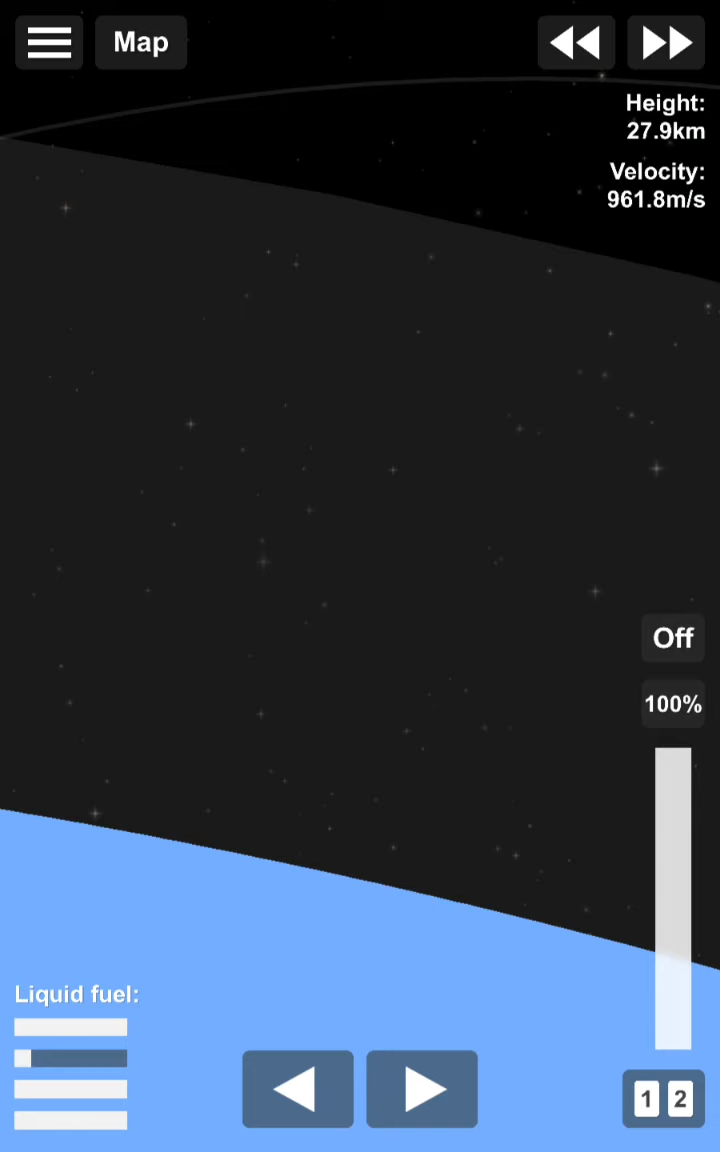 Map
Height:
27.9km
Velocity:
961.8m/s
Off
100%
Liquid fuel:
1 2